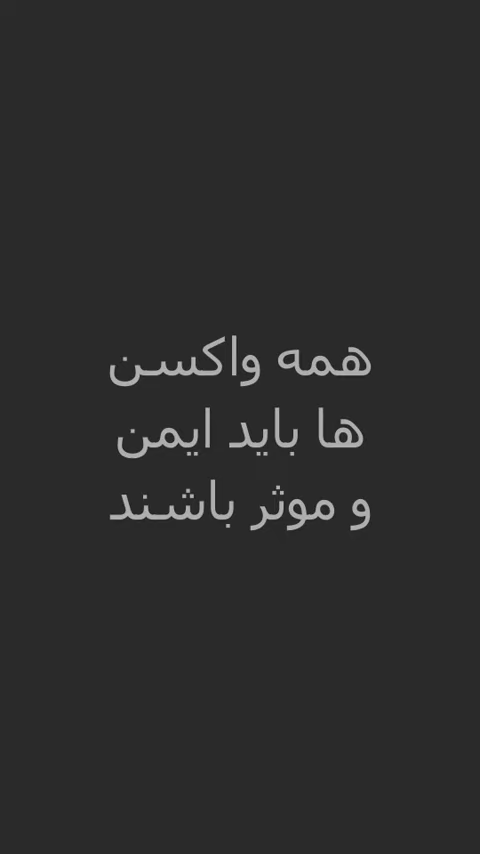 همه واکسن
ها باید ایمن
و موثر باشند